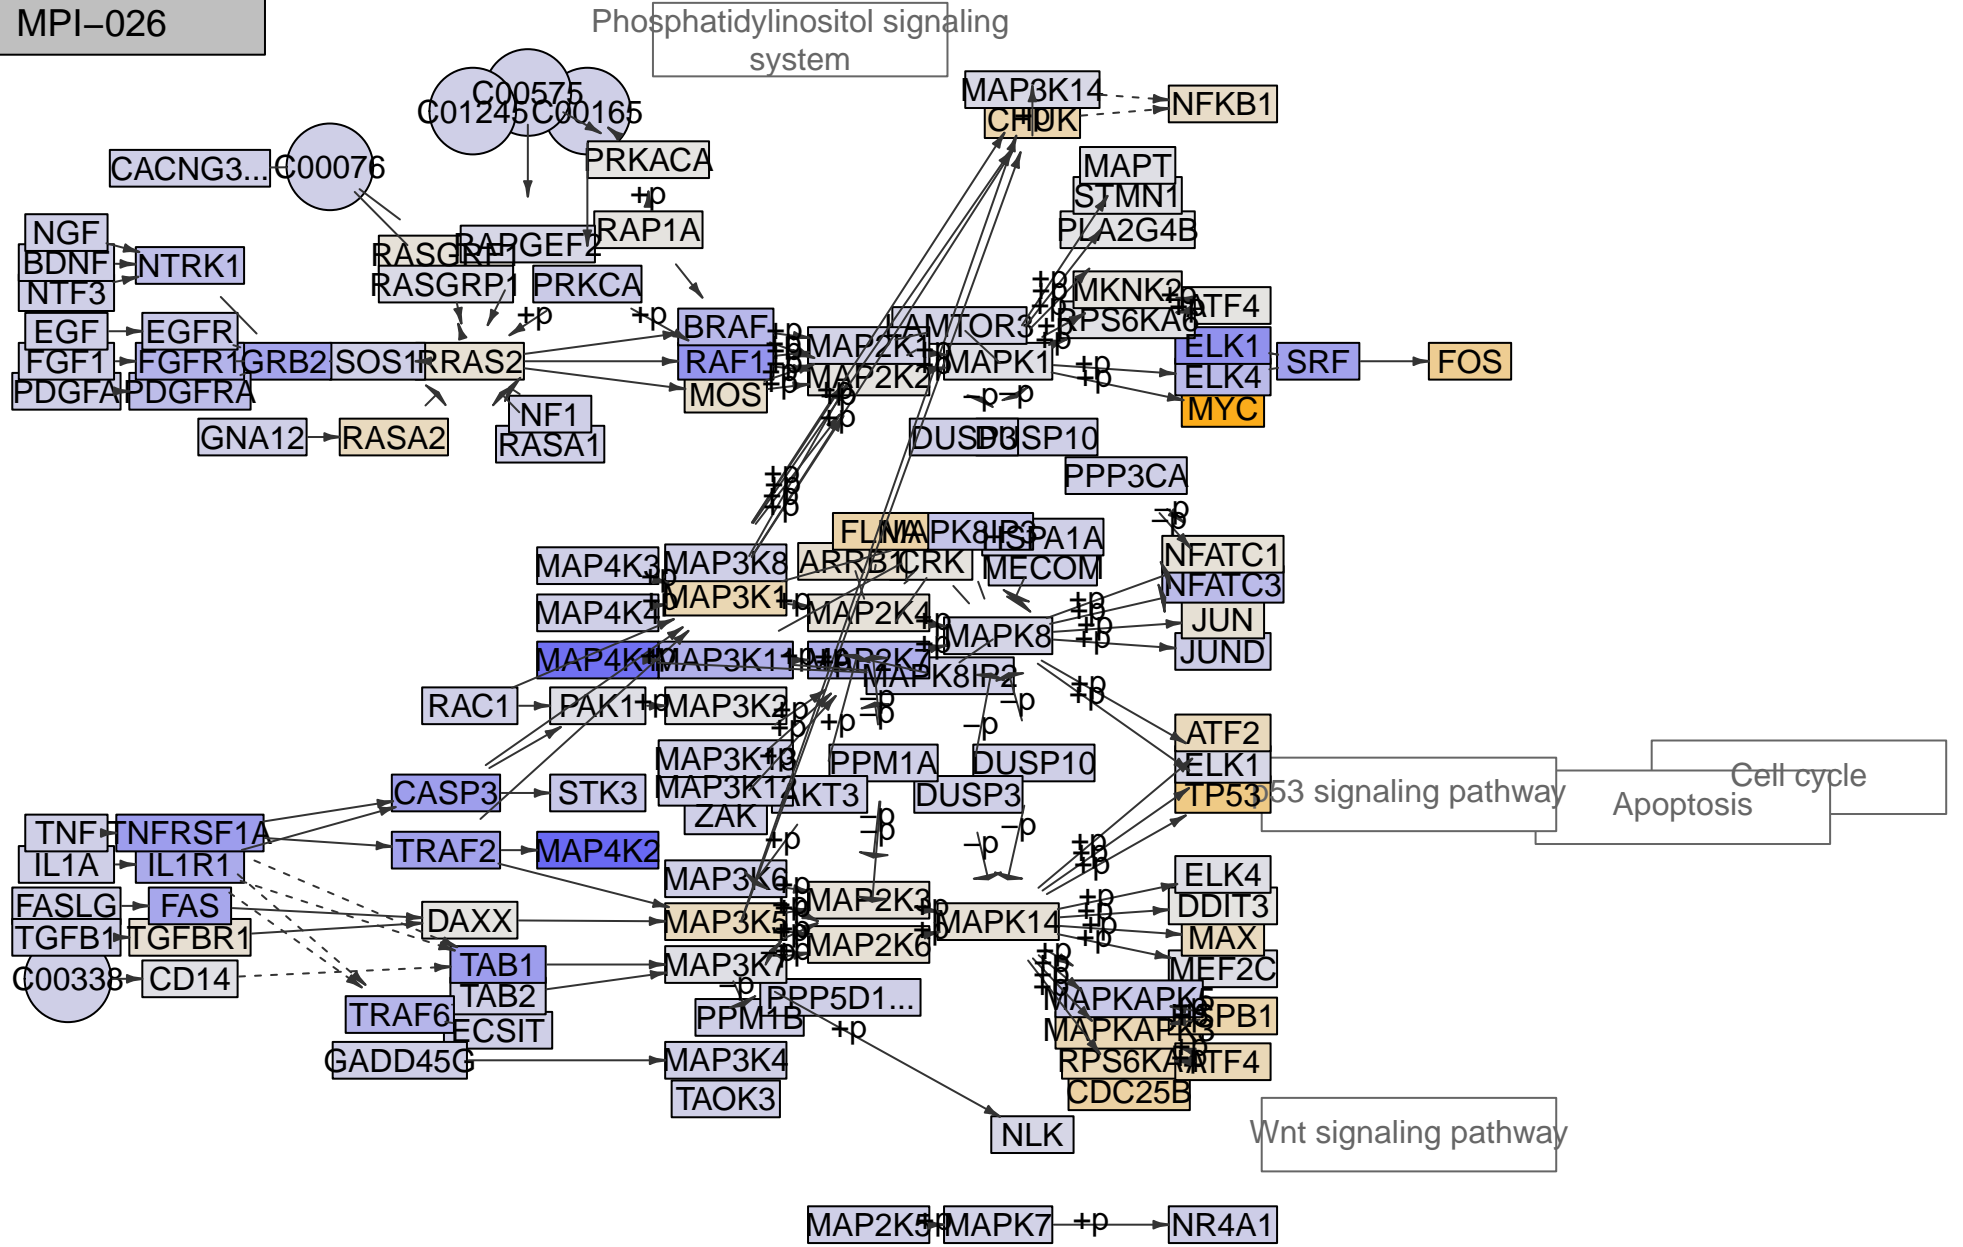 MPI−026
Phosphatidylinositol signaling
system
C00575
C01245
C00165
MAP3K14
NFKB1
CHUK
+p
PRKACA
CACNG3...
C00076
MAPT
STMN1
+p
NGF
RAP1A
PLA2G4B
RASGRF1
RAPGEF2
BDNF
NTRK1
RASGRP1
PRKCA
NTF3
MKNK2
ATF4
+p
+p
+p
+p
+p
EGF
EGFR
BRAF
LAMTOR3
RPS6KA6
FGF1
FGFR1
GRB2
SOS1
RRAS2
RAF1
MAP2K1
MAPK1
ELK1
SRF
FOS
PDGFA
PDGFRA
MOS
MAP2K2
ELK4
+p
+p
MYC
NF1
GNA12
RASA2
RASA1
−p
−p
DUSP3
DUSP10
PPP3CA
+p
+p
+p
−p
−p
FLNA
MAPK8IP3
HSPA1A
MAP4K3
MAP3K8
ARRB1
CRK
MECOM
NFATC1
+p
NFATC3
MAP4K4
MAP3K1
+p
MAP2K4
+p
MAPK8
+p
+p
JUN
+p
JUND
MAP3K11
MAP2K7
MAPK8IP2
+p
+p
RAC1
PAK1
+p
MAP3K2
+p
+p
+p
−p
−p
−p
−p
ATF2
MAP3K13
+p
PPM1A
DUSP10
ELK1
p53 signaling pathway
Cell cycle
CASP3
STK3
MAP3K12
AKT3
DUSP3
TP53
Apoptosis
ZAK
−p
−p
−p
−p
TNF
TNFRSF1A
TRAF2
MAP4K2
+p
+p
+p
+p
IL1A
IL1R1
MAP3K6
MAP2K3
ELK4
FASLG
FAS
DAXX
MAP3K5
MAPK14
DDIT3
TGFB1
TGFBR1
MAP2K6
+p
+p
MAX
C00338
CD14
TAB1
MAP3K7
MEF2C
TAB2
−p
PPP5D1...
TRAF6
PPM1B
HSPB1
ECSIT
+p
MAPKAPK3
GADD45G
MAP3K4
ATF4
TAOK3
CDC25B
NLK
Wnt signaling pathway
MAP2K5
+p
MAPK7
+p
NR4A1